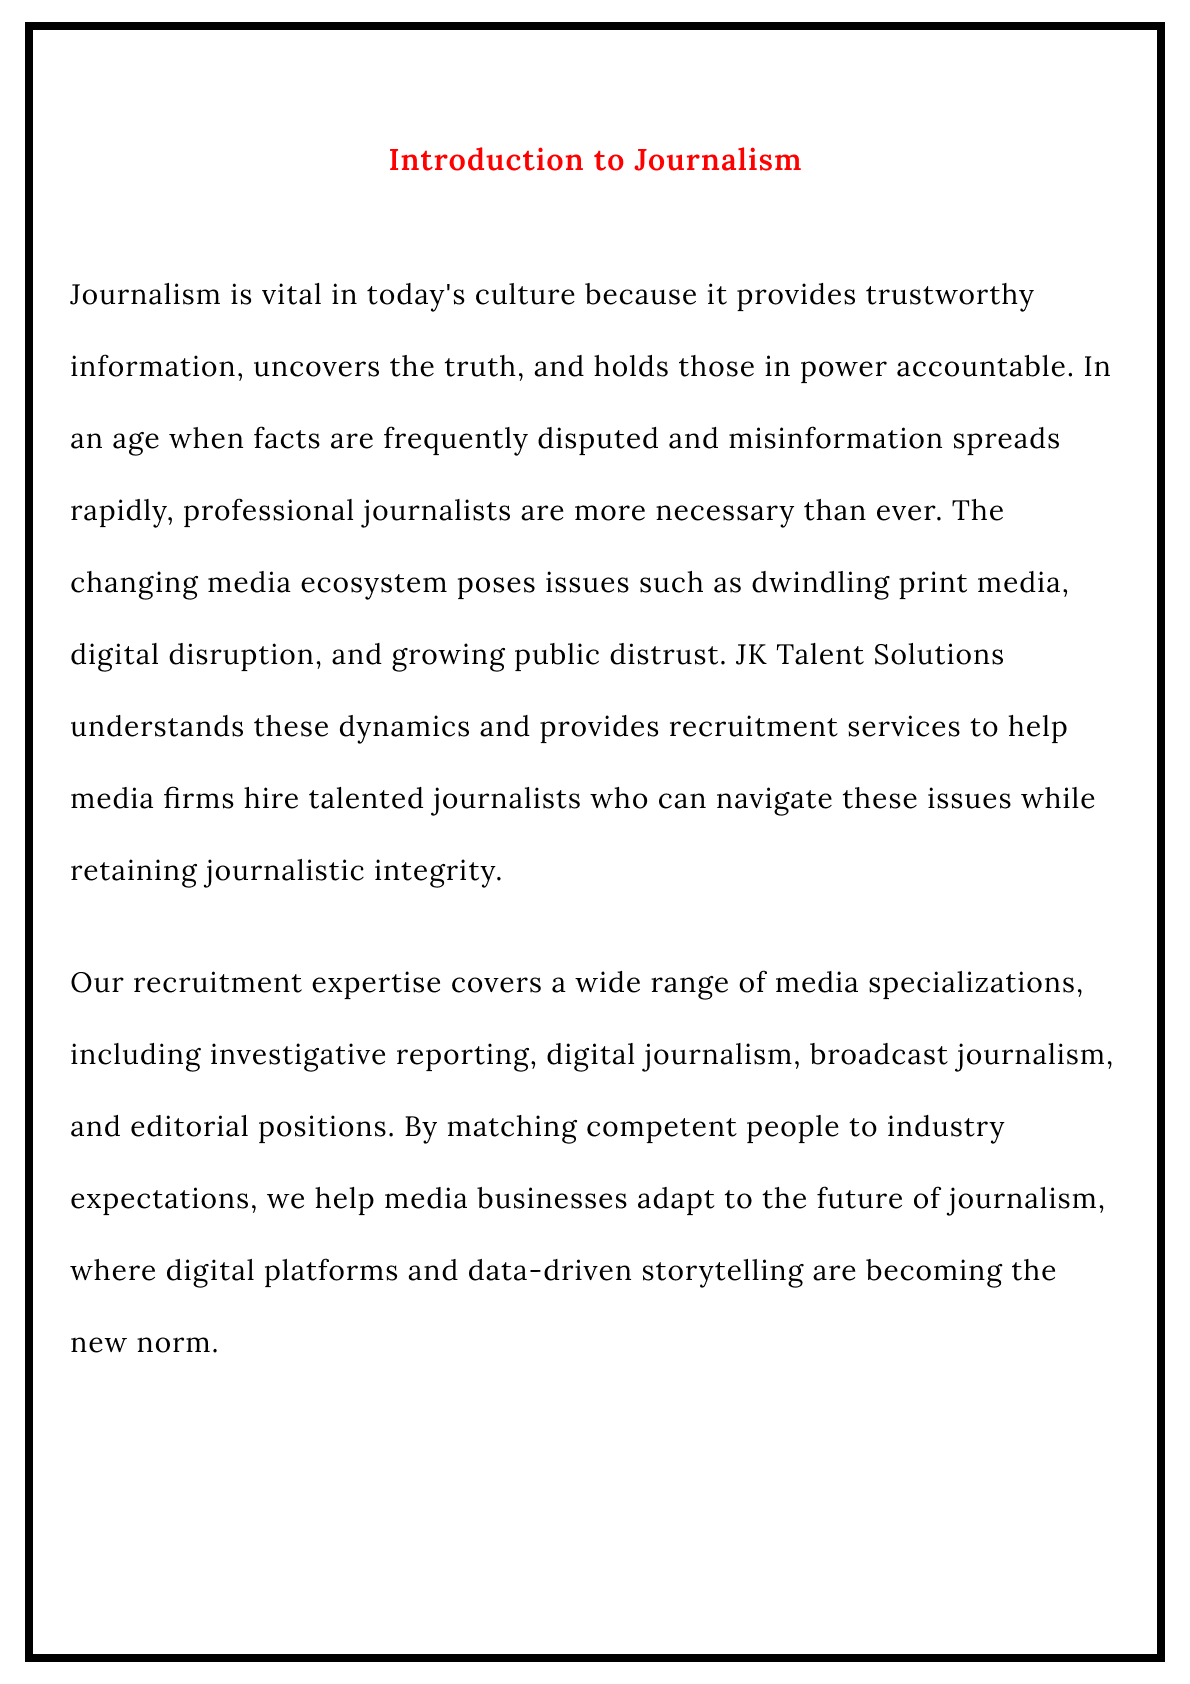 Introduction to Journalism
Journalism is vital in today's culture because it provides trustworthy
information, uncovers the truth, and holds those in power accountable. In
an age when facts are frequently disputed and misinformation spreads
rapidly, professional journalists are more necessary than ever. The
changing media ecosystem poses issues such as dwindling print media,
digital disruption, and growing public distrust. JK Talent Solutions
understands these dynamics and provides recruitment services to help
media firms hire talented journalists who can navigate these issues while
retaining journalistic integrity.
Our recruitment expertise covers a wide range of media specializations,
including investigative reporting, digital journalism, broadcast journalism,
and editorial positions. By matching competent people to industry
expectations, we help media businesses adapt to the future of journalism,
where digital platforms and data-driven storytelling are becoming the
new norm.